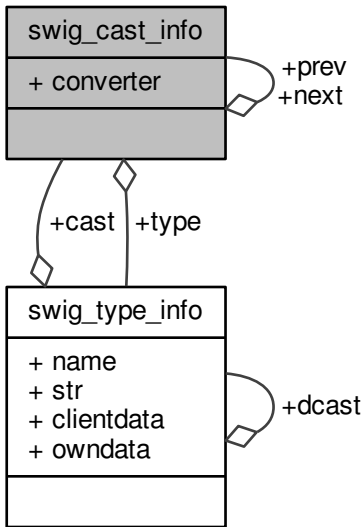 swig_cast_info
+ converter
+prev
+next
+cast
+type
swig_type_info
+ name
+ str
+ clientdata
+ owndata
+dcast